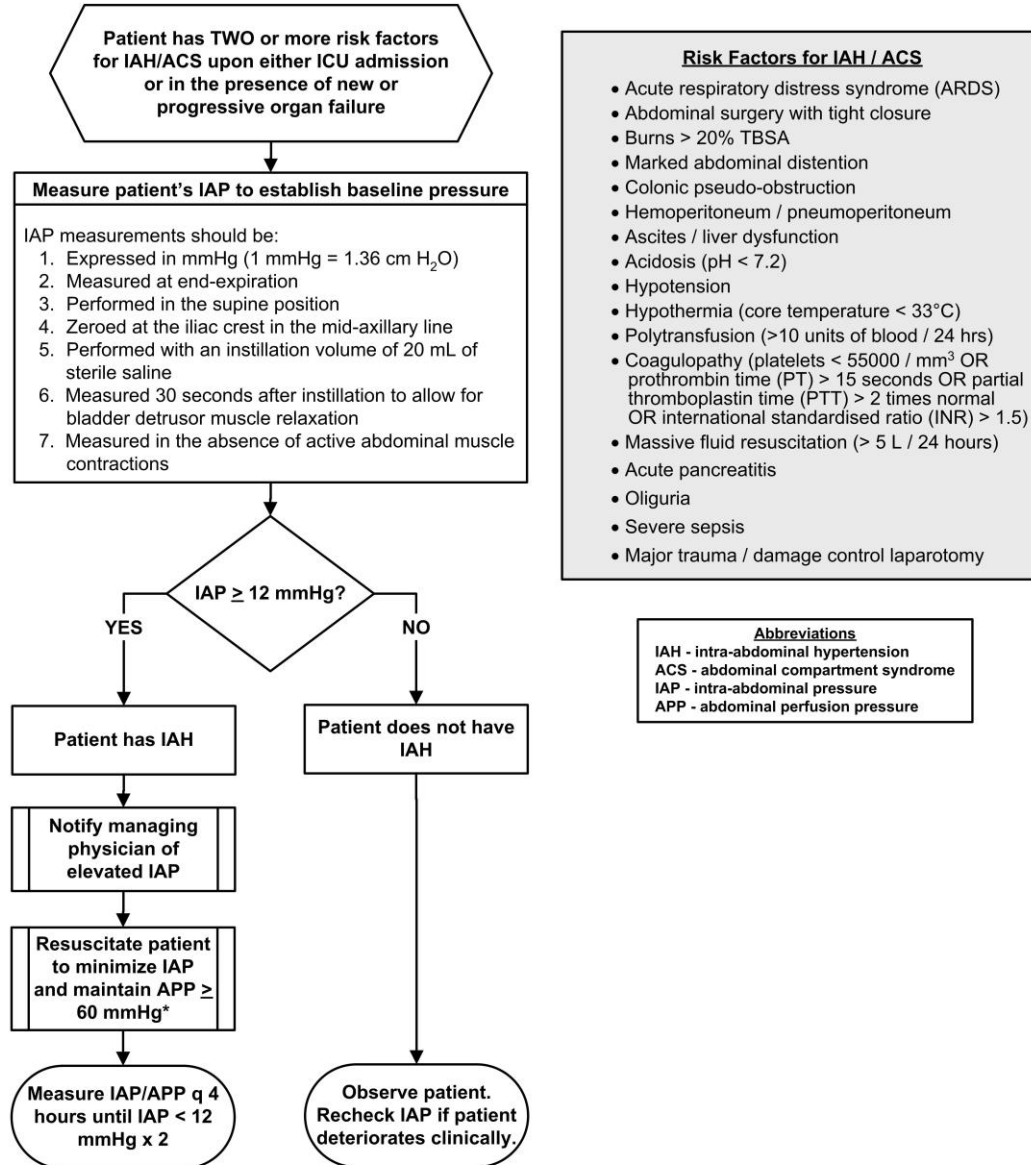 Patient has TWO or more risk factors
for IAH/ACS upon either ICU admission
or in the presence of new or
progressive organ failure
Measure patient's IAP to establish baseline pressure
IAP measurements should be:
1. Expressed in mmHg (1 mmHg = 1.36 cm H₂O)
2. Measured at end-expiration
3. Performed in the supine position
4. Zeroed at the iliac crest in the mid-axillary line
5. Performed with an instillation volume of 20 mL of
sterile saline
6. Measured 30 seconds after instillation to allow for
bladder detrusor muscle relaxation
7. Measured in the absence of active abdominal muscle
contractions
IAP ≥ 12 mmHg?
YES
NO
Patient has IAH
Patient does not have
IAH
Notify managing
physician of
elevated IAP
Resuscitate patient
to minimize IAP
and maintain APP ≥
60 mmHg*
Measure IAP/APP q 4
hours until IAP < 12
mmHg x 2
Observe patient.
Recheck IAP if patient
deteriorates clinically.
Risk Factors for IAH / ACS
• Acute respiratory distress syndrome (ARDS)
• Abdominal surgery with tight closure
• Burns > 20% TBSA
• Marked abdominal distention
• Colonic pseudo-obstruction
• Hemoperitoneum / pneumoperitoneum
• Ascites / liver dysfunction
• Acidosis (pH < 7.2)
• Hypotension
• Hypothermia (core temperature < 33°C)
• Polytransfusion (>10 units of blood / 24 hrs)
• Coagulopathy (platelets < 55000 / mm³ OR
prothrombin time (PT) > 15 seconds OR partial
thromboplastin time (PTT) > 2 times normal
OR international standardised ratio (INR) > 1.5)
• Massive fluid resuscitation (> 5 L / 24 hours)
• Acute pancreatitis
• Oliguria
• Severe sepsis
• Major trauma / damage control laparotomy
Abbreviations
IAH - intra-abdominal hypertension
ACS - abdominal compartment syndrome
IAP - intra-abdominal pressure
APP - abdominal perfusion pressure